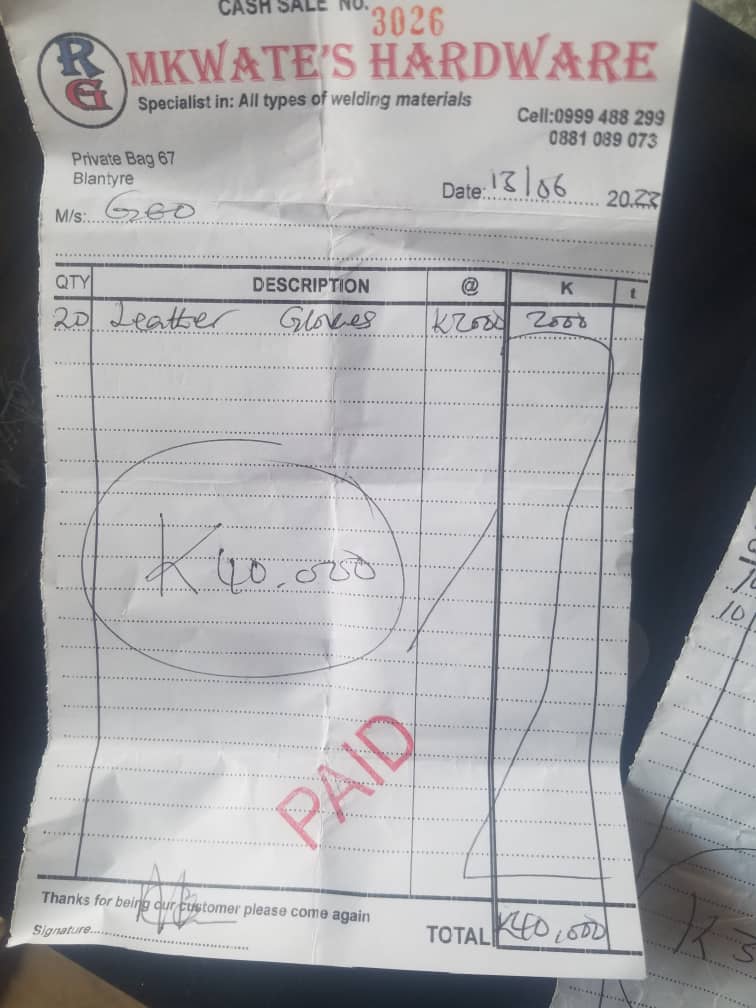 CASH SALE No. 3026
RG
MKWATE'S HARDWARE
Specialist in: All types of welding materials
Cell:0999 488 299
0881 089 073
Private Bag 67
Blantyre
Date: 13/06 2023
M/s: GEO
QTY DESCRIPTION @ K t
20 Leather Gloves K2000 2000
K40,000
PAID
Thanks for being our customer please come again
Signature
TOTAL K40,000
10
K